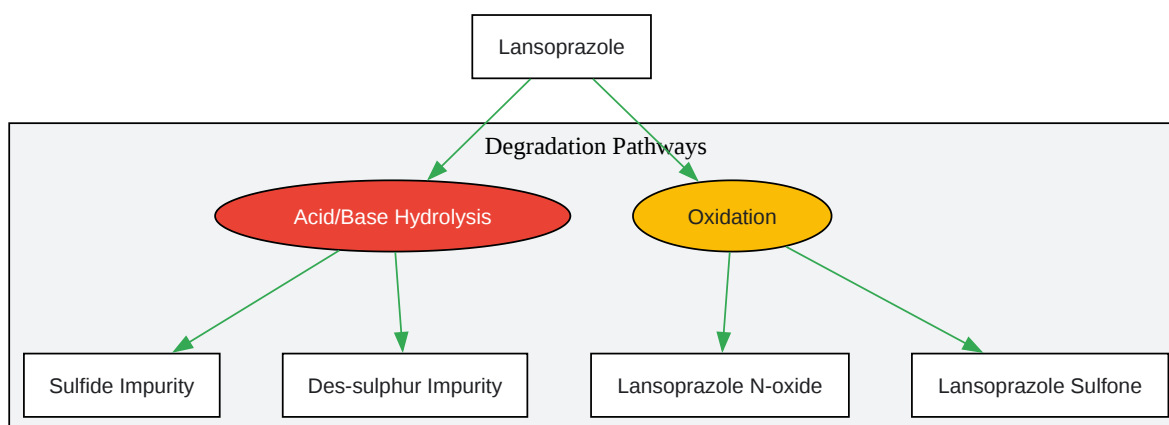 Lansoprazole
Degradation Pathways
Acid/Base Hydrolysis
Oxidation
Sulfide Impurity
Des-sulphur Impurity
Lansoprazole N-oxide
Lansoprazole Sulfone